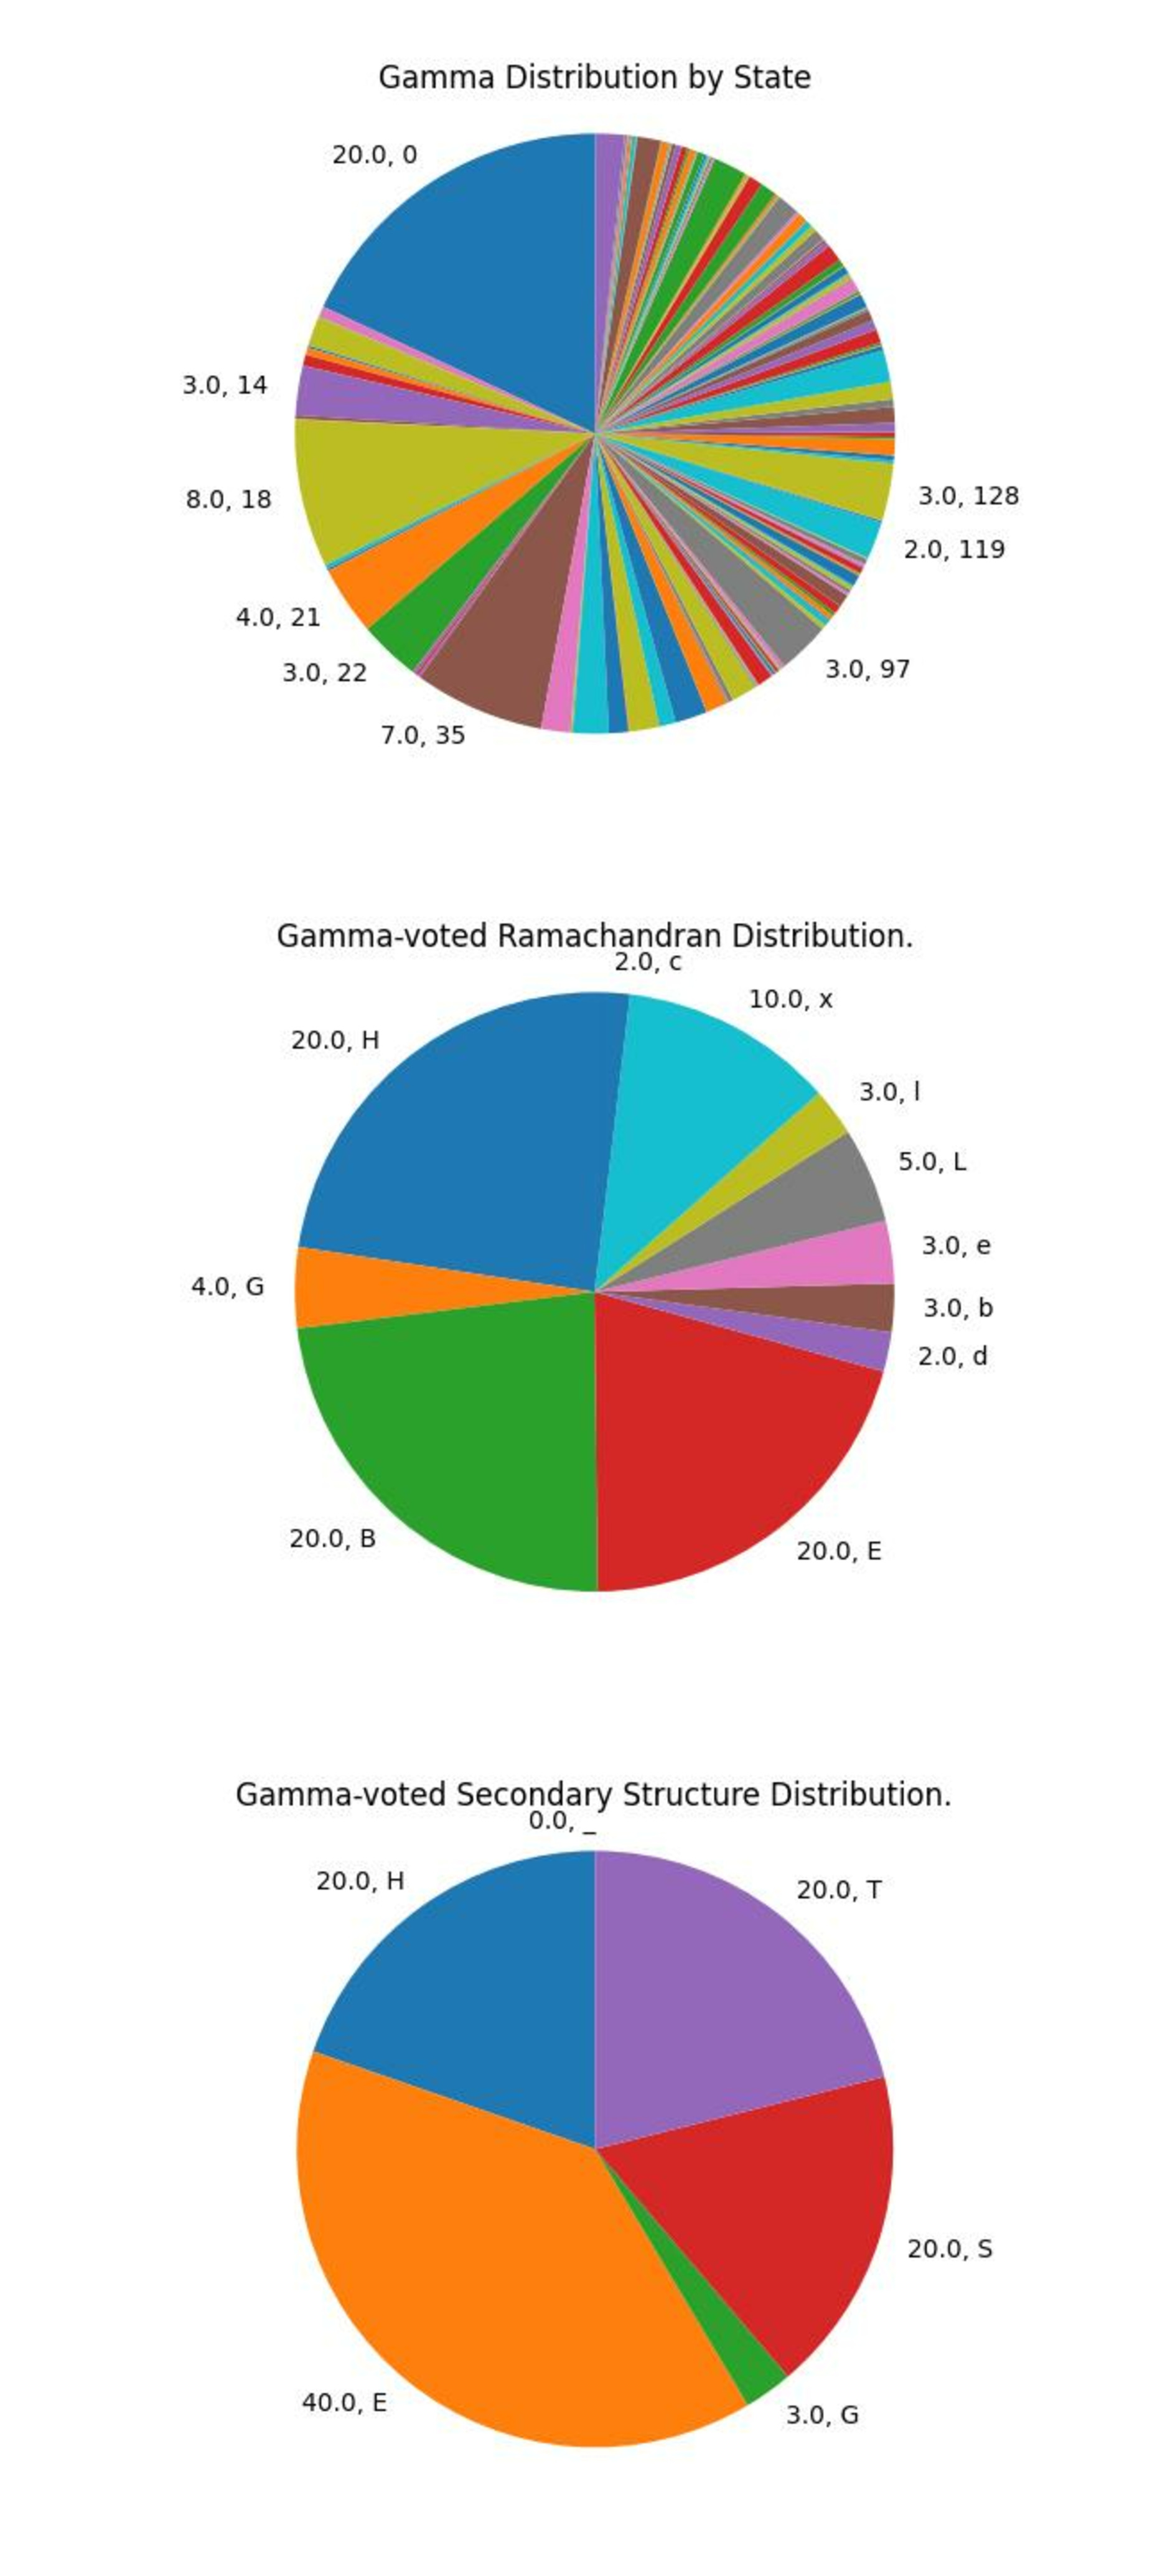 Gamma Distribution by State
20.0, 0
3.0, 14
8.0, 18
3.0, 128
2.0, 119
4.0, 21
3.0, 22
3.0, 97
7.0, 35
Gamma-voted Ramachandran Distribution.
2.0, c
10.0, x
20.0, H
3.0, l
5.0, L
3.0, e
4.0, G
3.0, b
2.0, d
20.0, B
20.0, E
Gamma-voted Secondary Structure Distribution.
0.0, _
20.0, H
20.0, T
20.0, S
40.0, E
3.0, G